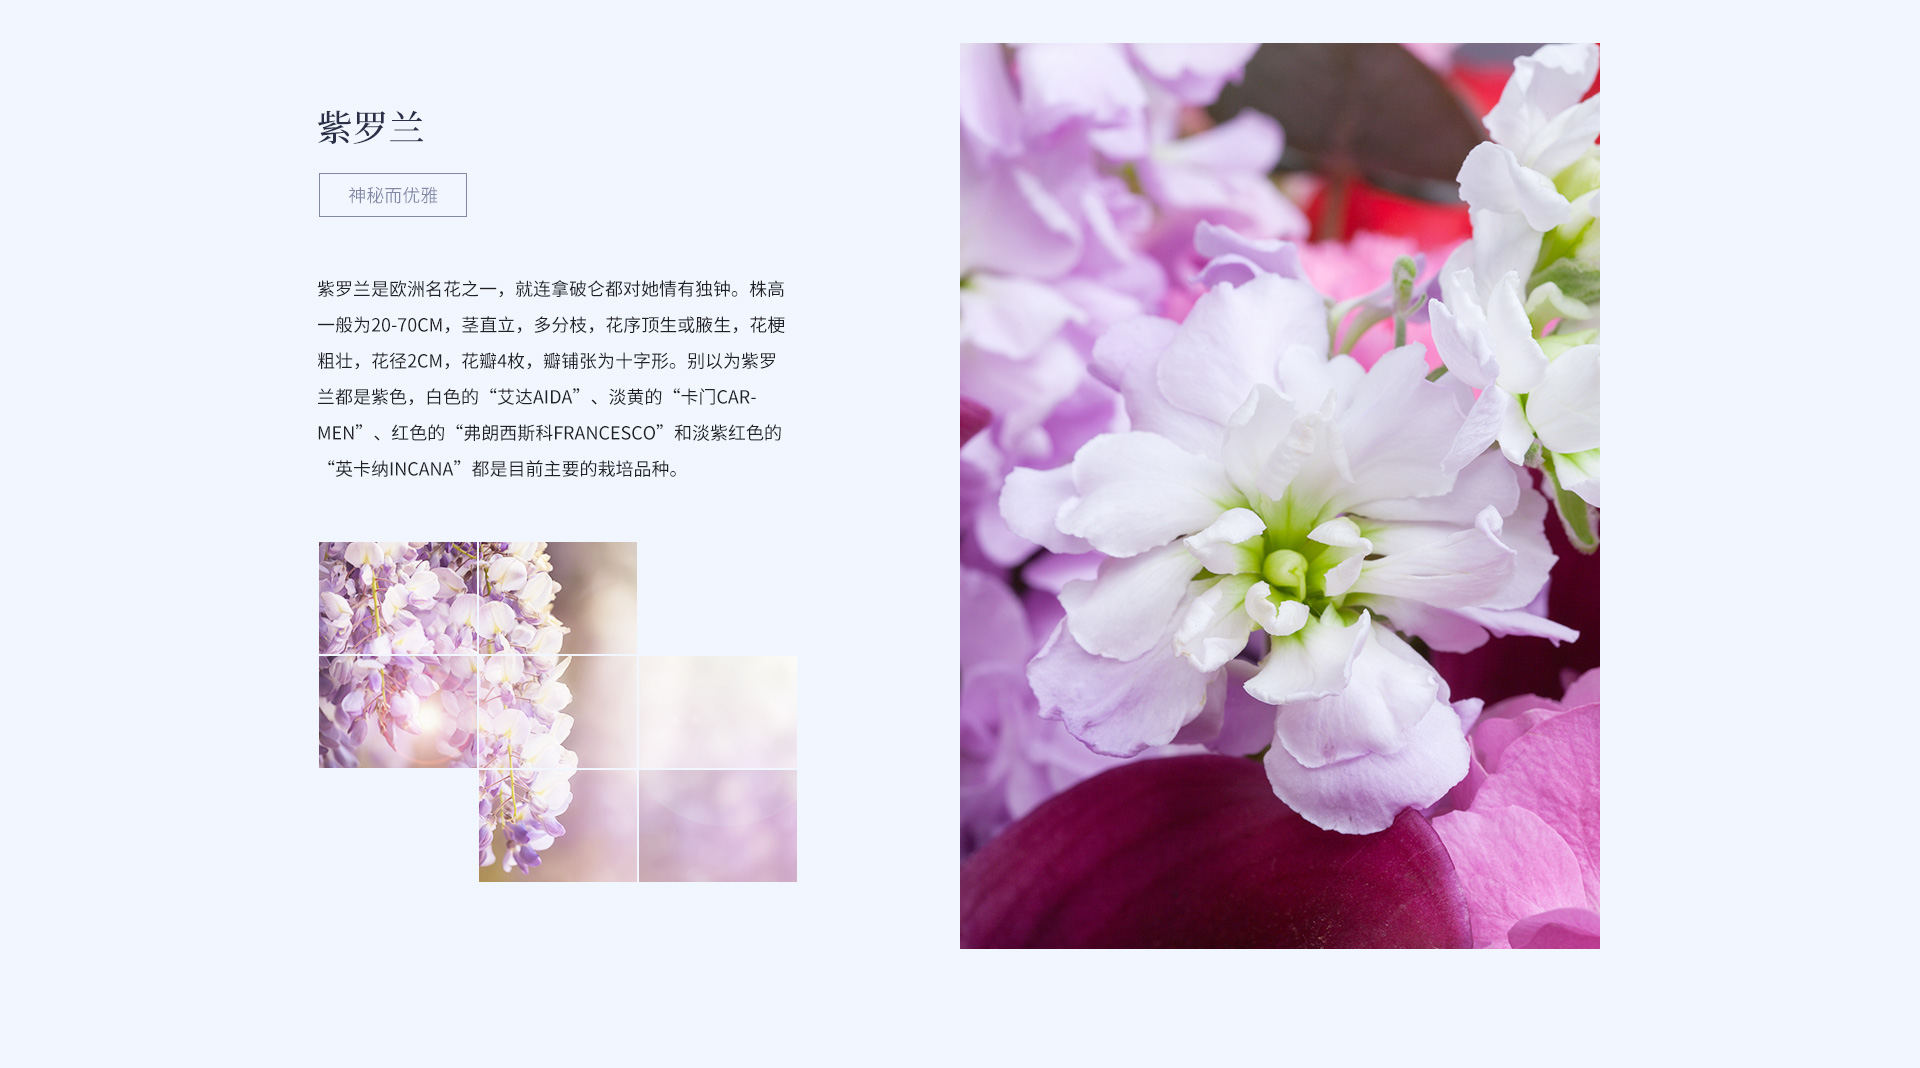 紫罗兰
神秘而优雅
紫罗兰是欧洲名花之一，就连拿破仑都对她情有独钟。株高
一般为20-70CM，茎直立，多分枝，花序顶生或腋生，花梗
粗壮，花径2CM，花瓣4枚，瓣铺张为十字形。别以为紫罗
兰都是紫色，白色的“艾达AIDA”、淡黄的“卡门CAR-
MEN”、红色的“弗朗西斯科FRANCESCO”和淡紫红色的
“英卡纳INCANA”都是目前主要的栽培品种。